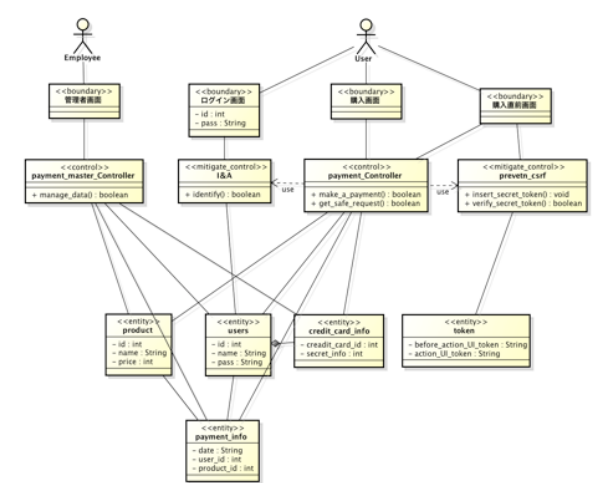 Employee
User
<<boundary>>
管理者画面
<<boundary>>
ログイン画面
- id : int
- pass : String
<<boundary>>
購入画面
<<boundary>>
購入直前画面
<<control>>
payment_master_Controller
+ manage_data() : boolean
<<mitigate_control>>
I&A
+ identify() : boolean
use
<<control>>
payment_Controller
+ make_a_payment() : boolean
+ get_safe_request() : boolean
use
<<mitigate_control>>
prevetn_csrf
+ insert_secret_token() : void
+ verify_secret_token() : boolean
<<entity>>
product
- id : int
- name : String
- price : int
<<entity>>
users
- id : int
- name : String
- pass : String
<<entity>>
credit_card_info
- creadit_card_id : int
- secret_info : int
<<entity>>
token
- before_action_UI_token : String
- action_UI_token : String
<<entity>>
payment_info
- date : String
- user_id : int
- product_id : int